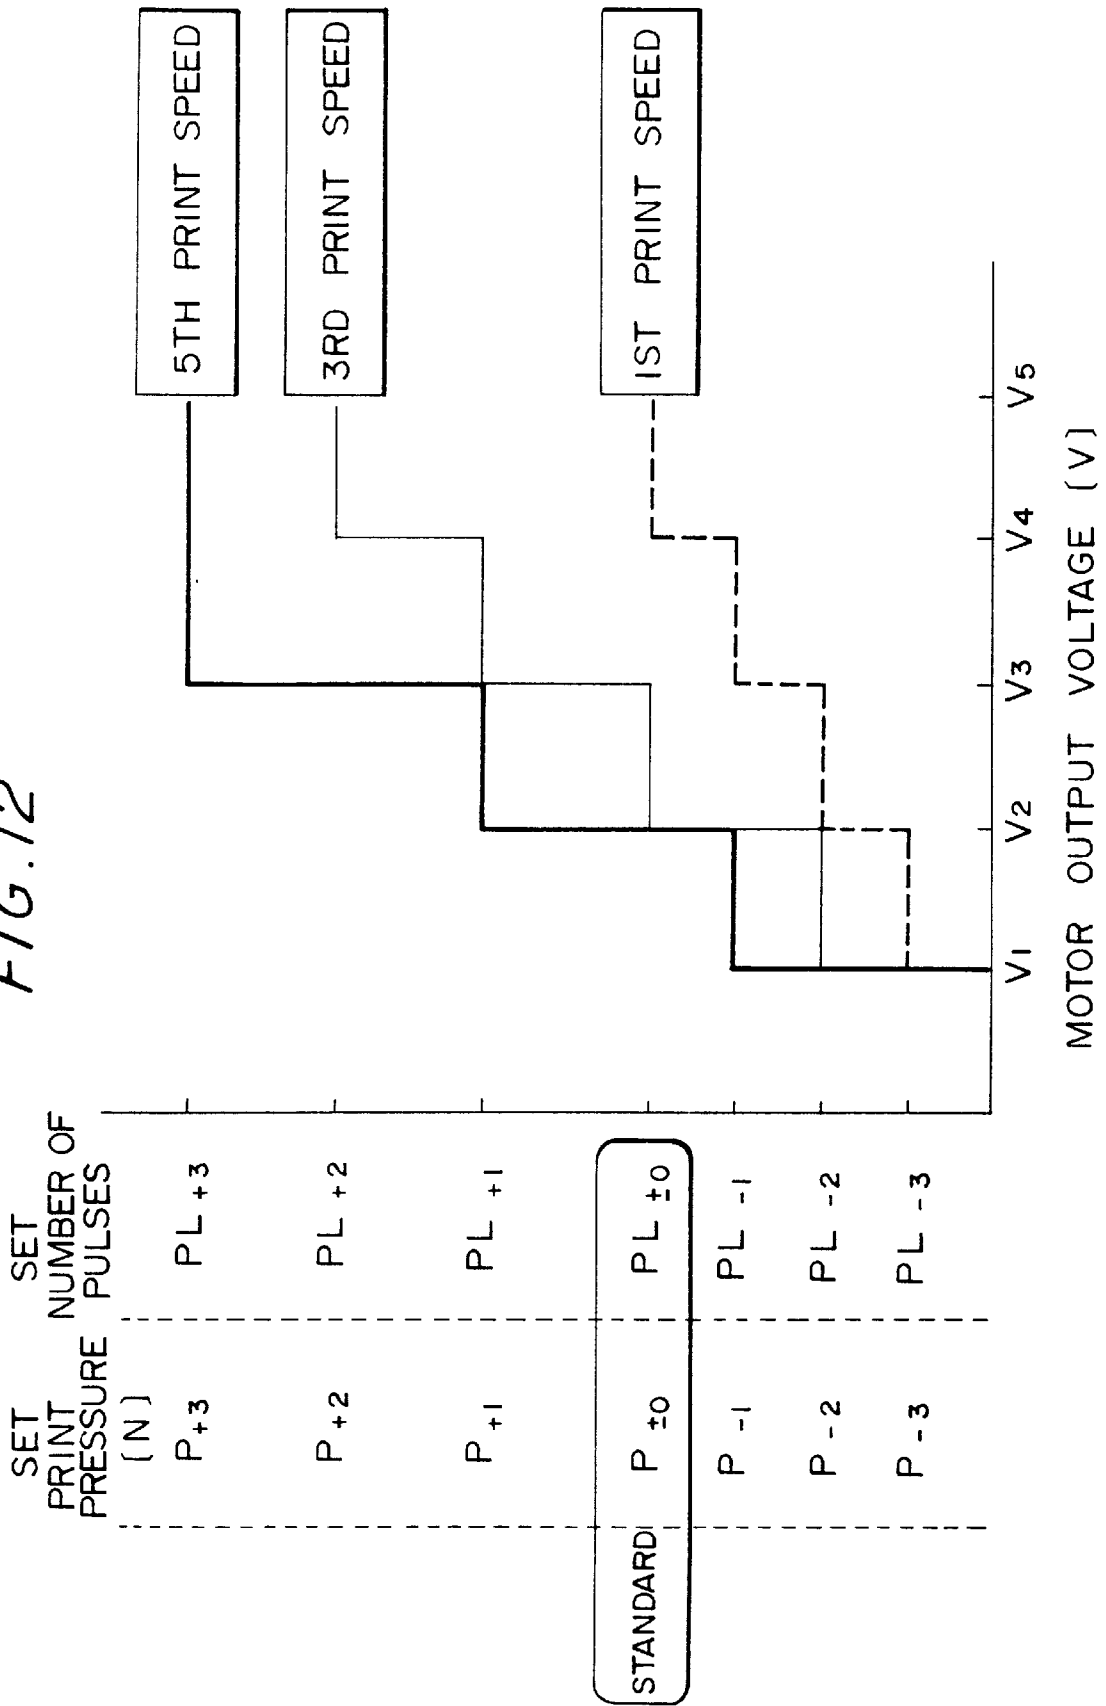 FIG.12
SET
PRINT
PRESSURE
(N)
SET
NUMBER OF
PULSES
P+3 PL+3
P+2 PL+2
P+1 PL+1
STANDARD P±0 PL±0
P-1 PL-1
P-2 PL-2
P-3 PL-3
5TH PRINT SPEED
3RD PRINT SPEED
1ST PRINT SPEED
V1 V2 V3 V4 V5
MOTOR OUTPUT VOLTAGE (V)